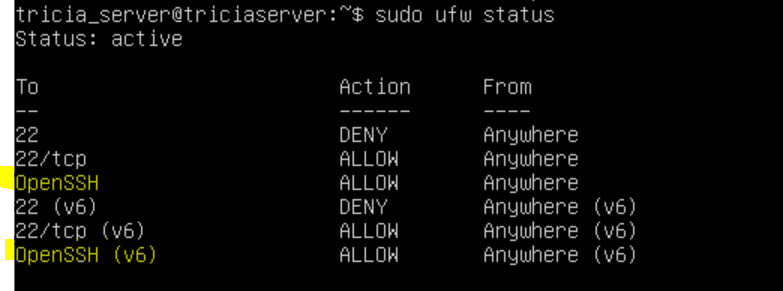 tricia_server@triciaserver:~$ sudo ufw status
Status: active
To Action From
-- ------ ----
22 DENY Anywhere
22/tcp ALLOW Anywhere
OpenSSH ALLOW Anywhere
22 (v6) DENY Anywhere (v6)
22/tcp (v6) ALLOW Anywhere (v6)
OpenSSH (v6) ALLOW Anywhere (v6)